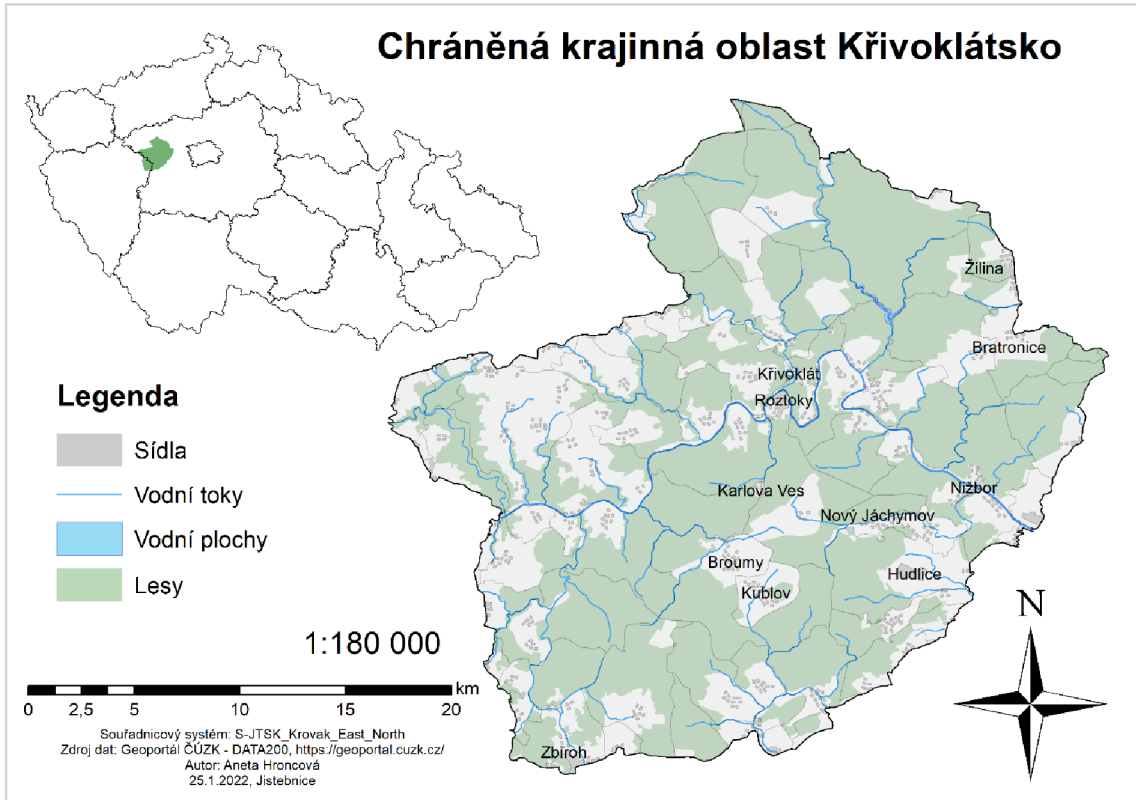 Chráněná krajinná oblast Křivoklátsko
Žilina
Bratronice
Křivoklát
Roztoky
Karlova Ves
Nižbor
Nový Jáchymov
Broumy
Hudlice
Kublov
Zbiroh
Legenda
Sídla
Vodní toky
Vodní plochy
Lesy
1:180 000
0 2,5 5 10 15 20 km
N
Souřadnicový systém: S-JTSK_Krovak_East_North
Zdroj dat: Geoportál ČÚZK - DATA200, https://geoportal.cuzk.cz/
Autor: Aneta Hroncová
25.1.2022, Jistebnice